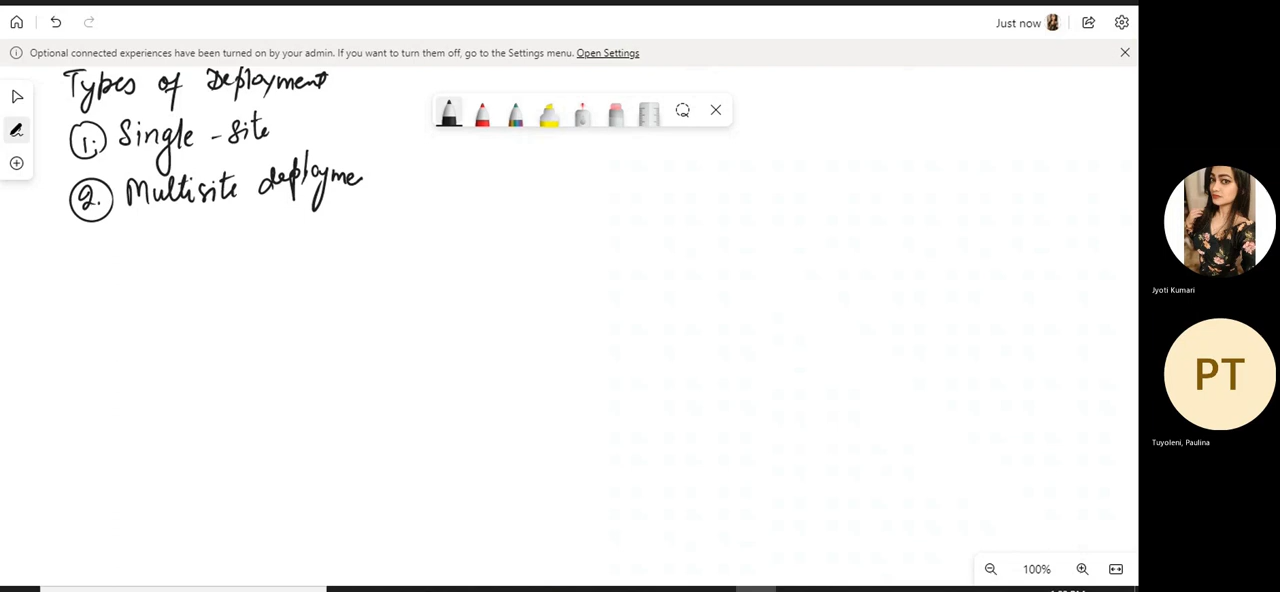 Just now
Optional connected experiences have been turned on by your admin. If you want to turn them off, go to the Settings menu. Open Settings
Types of Deployment
1. Single-site
2. Multisite deployme
Jyoti Kumari
PT
Tuyoleni, Paulina
100%